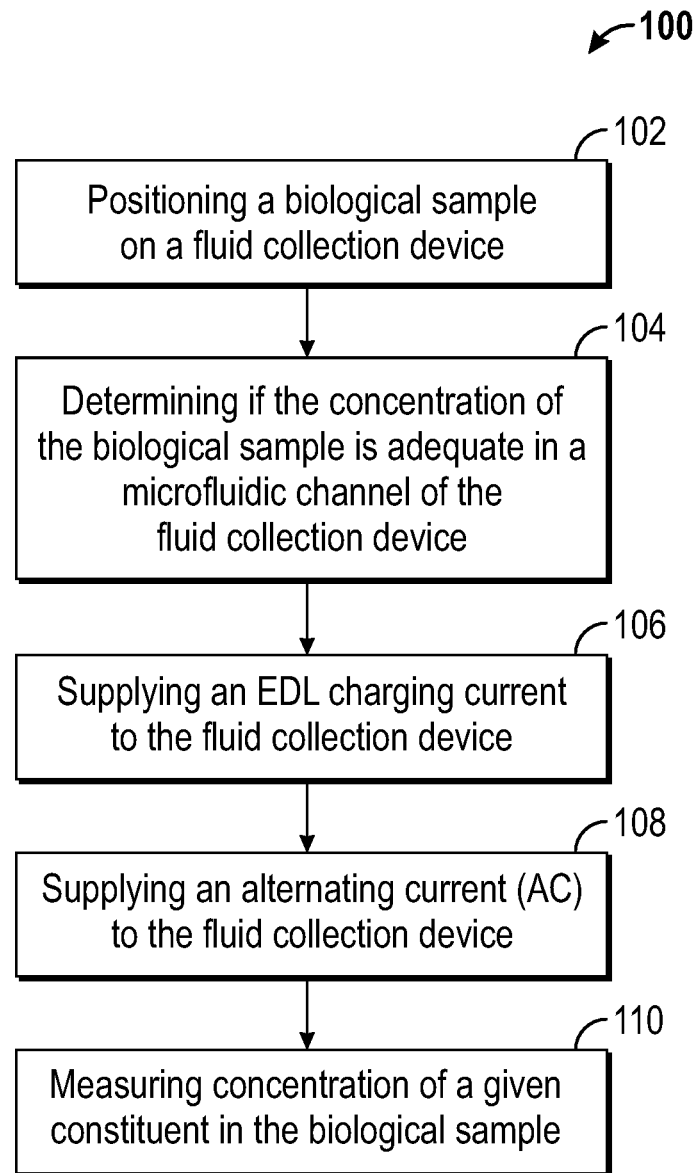 100
102
Positioning a biological sample
on a fluid collection device
104
Determining if the concentration of
the biological sample is adequate in a
microfluidic channel of the
fluid collection device
106
Supplying an EDL charging current
to the fluid collection device
108
Supplying an alternating current (AC)
to the fluid collection device
110
Measuring concentration of a given
constituent in the biological sample